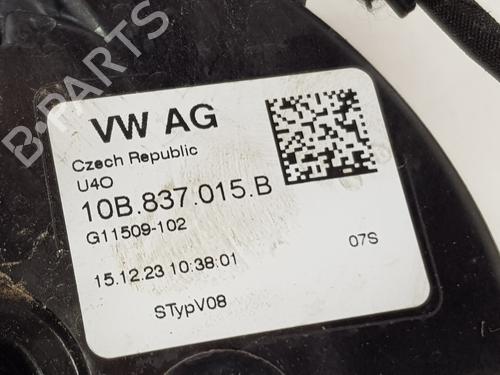 B-PARTS
VW AG
Czech Republic
U4O
10B.837.015.B
G11509-102
15.12.23 10:38:01
07S
STypV08